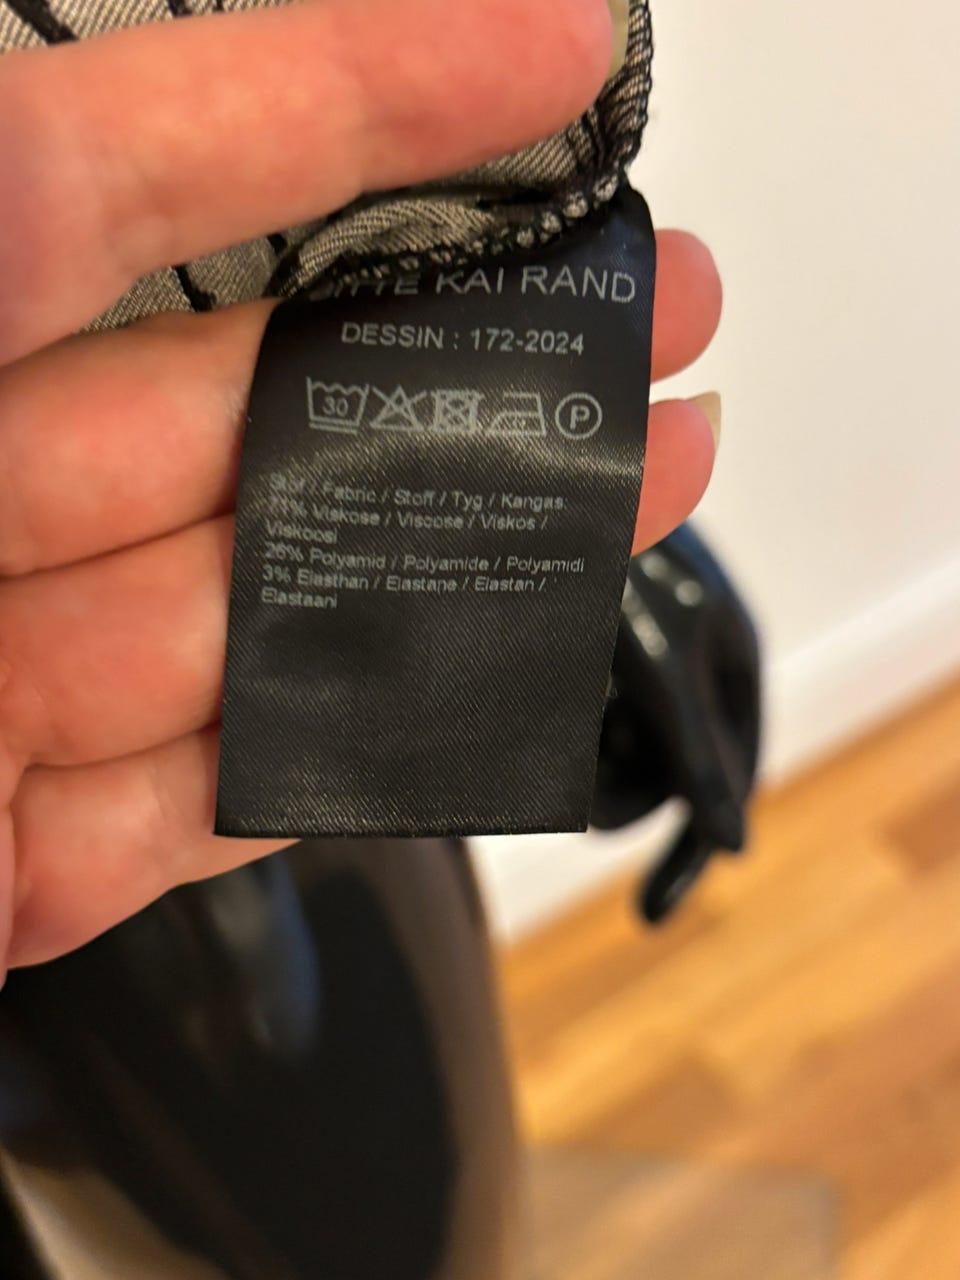 KAI RAND
DESSIN : 172-2024
30 P
Stof / Fabric / Stoff / Tyg / Kangas:
71% Viskose / Viscose / Viskos /
Viskoosi
26% Polyamid / Polyamide / Polyamidi
3% Elasthan / Elastane / Elastan /
Elastaani